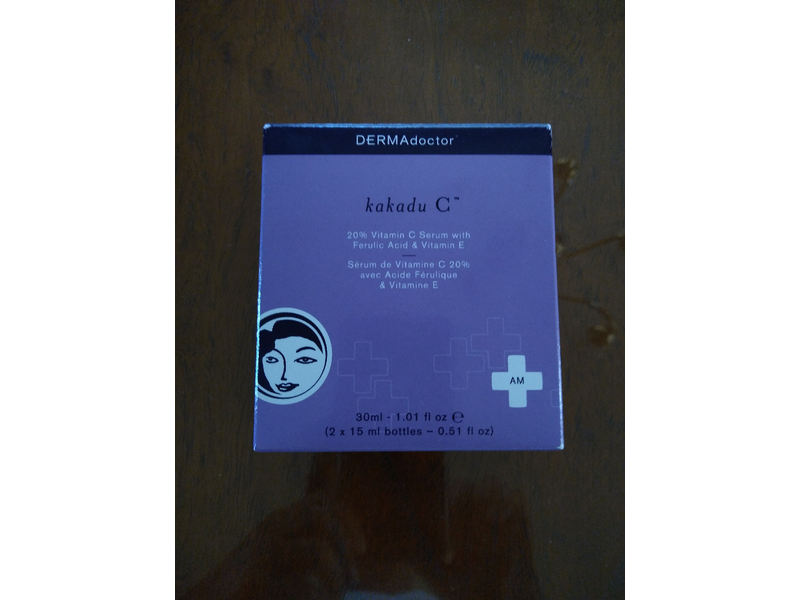 DERMAdoctor™
kakadu C™
20% Vitamin C Serum with
Ferulic Acid & Vitamin E
Sérum de Vitamine C 20%
avec Acide Férulique
& Vitamine E
AM
30ml · 1.01 fl oz ℮
(2 x 15 ml bottles – 0.51 fl oz)